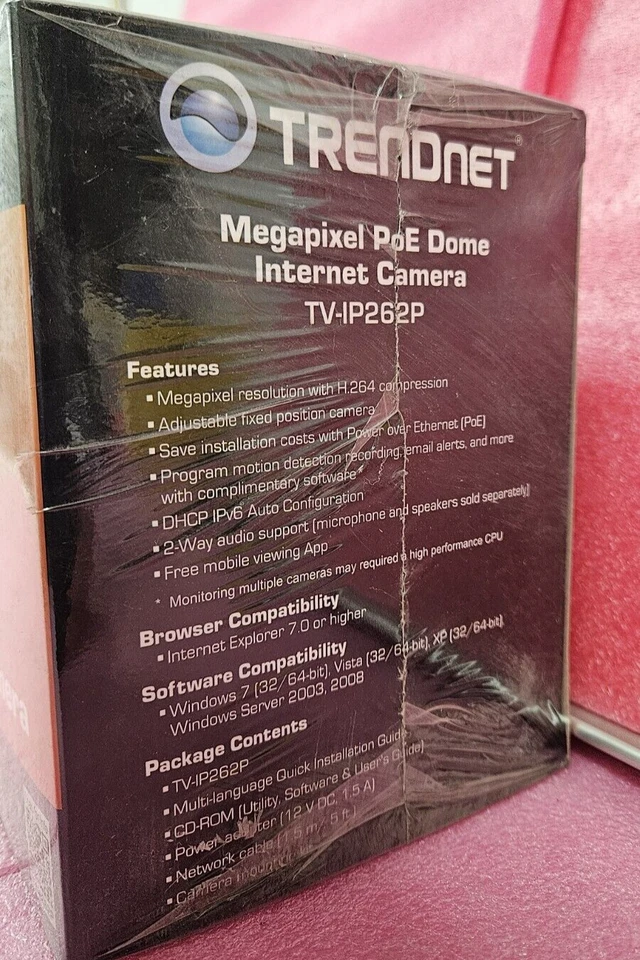 TRENDNET®
Megapixel PoE Dome
Internet Camera
TV-IP262P
Features
▪ Megapixel resolution with H.264 compression
▪ Adjustable fixed position camera
▪ Save installation costs with Power over Ethernet (PoE)
▪ Program motion detection recording, email alerts, and more
with complimentary software*
▪ DHCP IPv6 Auto Configuration
▪ 2-Way audio support (microphone and speakers sold separately)
▪ Free mobile viewing App
* Monitoring multiple cameras may required a high performance CPU
Browser Compatibility
▪ Internet Explorer 7.0 or higher
Software Compatibility
▪ Windows 7 (32/64-bit), Vista (32/64-bit), XP (32/64-bit),
Windows Server 2003, 2008
Package Contents
▪ TV-IP262P
▪ Multi-language Quick Installation Guide
▪ CD-ROM (Utility, Software & User's Guide)
▪ Power adapter (12 V DC, 1.5 A)
▪ Network cable (1.5 m / 5 ft.)
▪ Camera mounting